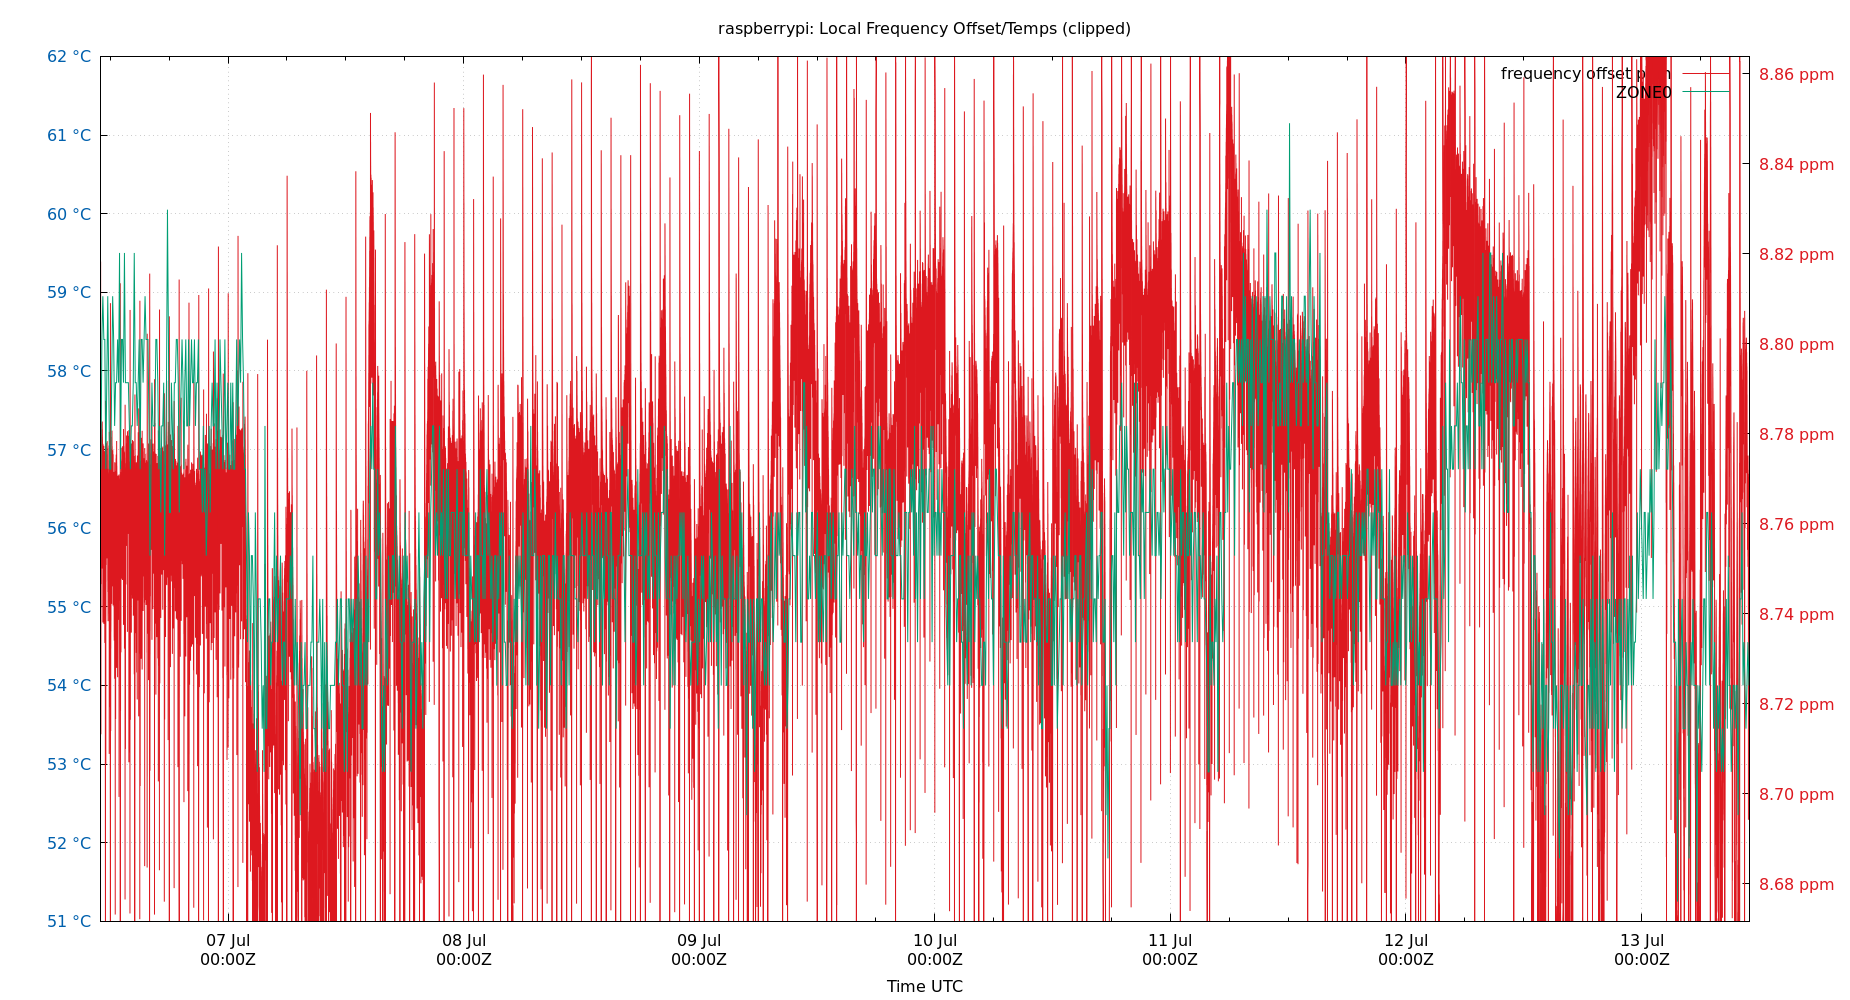 raspberrypi: Local Frequency Offset/Temps (clipped)
62 °C
61 °C
60 °C
59 °C
58 °C
57 °C
56 °C
55 °C
54 °C
53 °C
52 °C
51 °C
frequency offset ppm
ZONE0
8.86 ppm
8.84 ppm
8.82 ppm
8.80 ppm
8.78 ppm
8.76 ppm
8.74 ppm
8.72 ppm
8.70 ppm
8.68 ppm
07 Jul 08 Jul 09 Jul 10 Jul 11 Jul 12 Jul 13 Jul
00:00Z 00:00Z 00:00Z 00:00Z 00:00Z 00:00Z 00:00Z
Time UTC